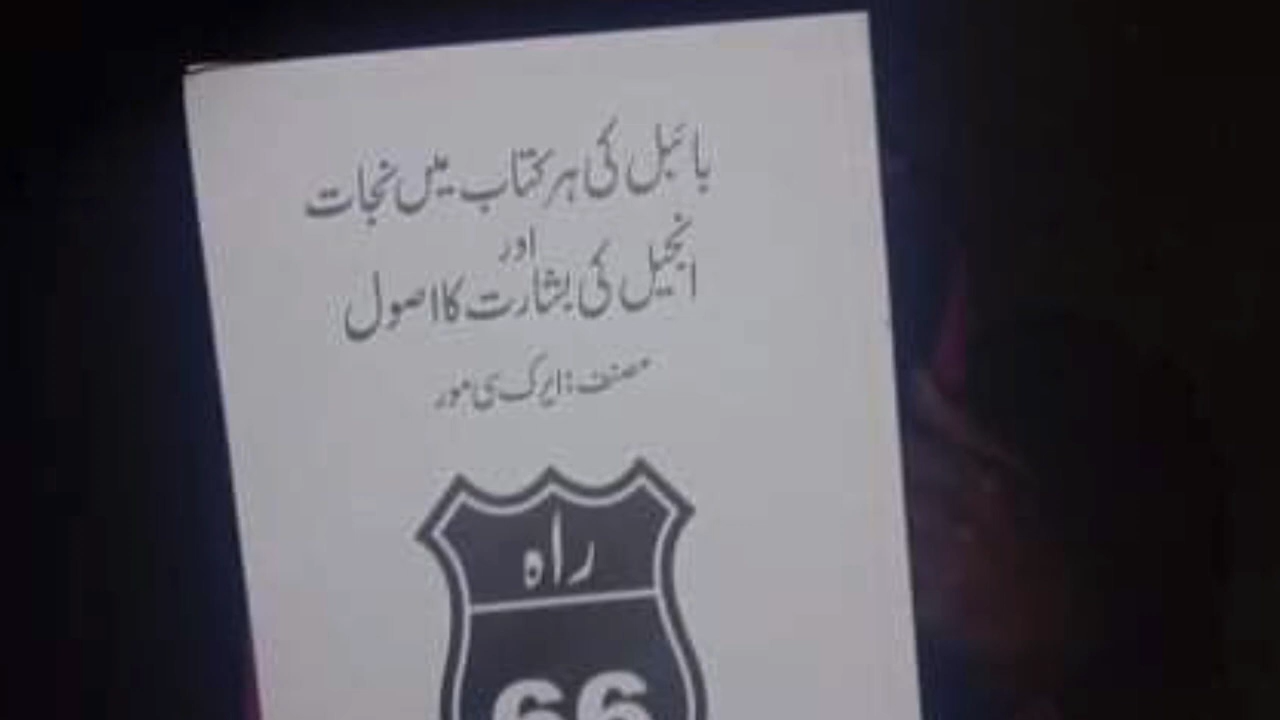 بائبل کی ہر کتاب میں نجات
اور
انجیل کی بشارت کا اصول
مصنف: ایرک سی مور
راہ
66